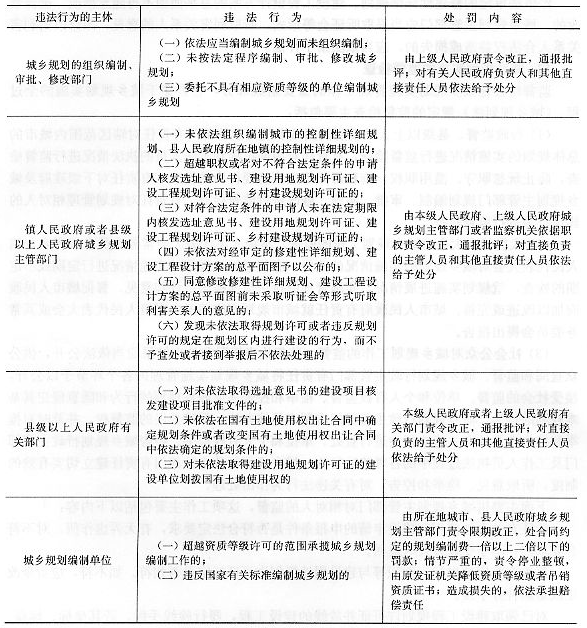 违法行为的主体
违 法 行 为
处 罚 内 容
城乡规划的组织编制、
审批、修改部门
(一)依法应当编制城乡规划而未组织编制；
(二)未按法定程序编制、审批、修改城乡
规划；
(三)委托不具有相应资质等级的单位编制城
乡规划
由上级人民政府责令改正，通报批
评；对有关人民政府负责人和其他直
接责任人员依法给予处分
镇人民政府或者县级
以上人民政府城乡规划
主管部门
(一)未依法组织编制城市的控制性详细规
划、县人民政府所在地镇的控制性详细规划的；
(二)超越职权或者对不符合法定条件的申请
人核发选址意见书、建设用地规划许可证、建
设工程规划许可证、乡村建设规划许可证的；
(三)对符合法定条件的申请人未在法定期限
内核发选址意见书、建设用地规划许可证、建
设工程规划许可证、乡村建设规划许可证的；
(四)未依法对经审定的修建性详细规划、建
设工程设计方案的总平面图予以公布的；
(五)同意修改修建性详细规划、建设工程设
计方案的总平面图前未采取听证会等形式听取
利害关系人的意见的；
(六)发现未依法取得规划许可或者违反规划
许可的规定在规划区内进行建设的行为，而不
予查处或者接到举报后不依法处理的
由本级人民政府、上级人民政府城
乡规划主管部门或者监察机关依据职
权责令改正，通报批评；对直接负责
的主管人员和其他直接责任人员依法
给予处分
县级以上人民政府有
关部门
(一)对未依法取得选址意见书的建设项目核
发建设项目批准文件的；
(二)未依法在国有土地使用权出让合同中确
定规划条件或者改变国有土地使用权出让合同
中依法确定的规划条件的；
(三)对未依法取得建设用地规划许可证的建
设单位划拨国有土地使用权的
本级人民政府或者上级人民政府有
关部门责令改正，通报批评；对直接
负责的主管人员和其他直接责任人员
依法给予处分
城乡规划编制单位
(一)超越资质等级许可的范围承揽城乡规划
编制工作的；
(二)违反国家有关标准编制城乡规划的
由所在地城市、县人民政府城乡规
划主管部门责令限期改正，处合同约
定的规划编制费一倍以上二倍以下的
罚款；情节严重的，责令停业整顿，
由原发证机关降低资质等级或者吊销
资质证书；造成损失的，依法承担赔
偿责任